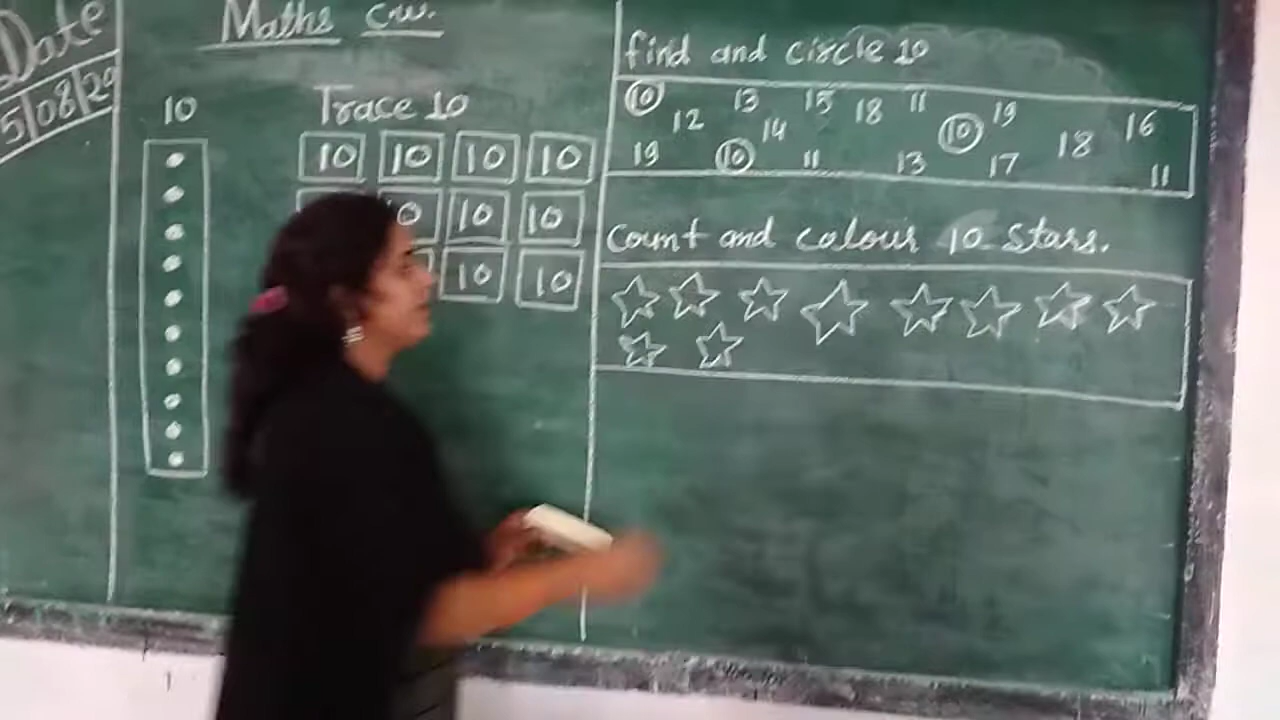 Date
5/08/29
Maths C.W.
10
Trace 10
10 10 10 10
10 10
10 10
find and circle 10
10 12 13 14 15 18 11 10 19 18 16
19 10 11 13 17 11
Count and colour 10 stars.